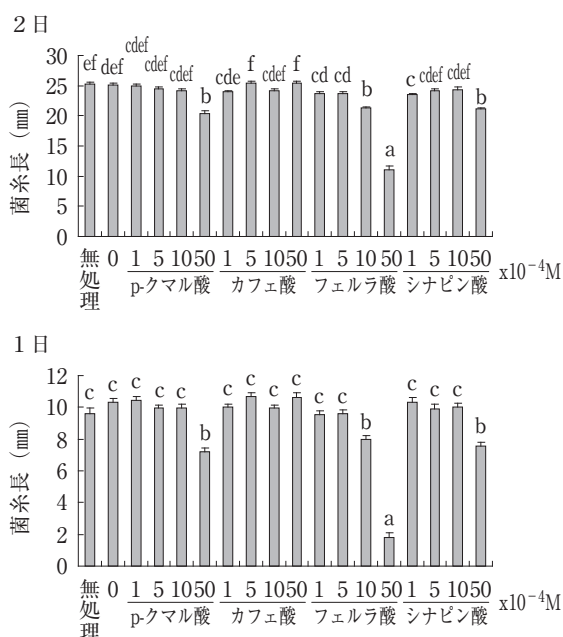 2日
ef def cdef cdef cdef b cde f cdef f cd cd b a c cdef cdef b
菌糸長 (㎜)
30
25
20
15
10
5
0
無処理 0 1 5 10 50 1 5 10 50 1 5 10 50 1 5 10 50 x10⁻⁴M
p-クマル酸 カフェ酸 フェルラ酸 シナピン酸
1日
c c c c c b c c c c c c b a c c c b
菌糸長 (㎜)
12
10
8
6
4
2
0
無処理 0 1 5 10 50 1 5 10 50 1 5 10 50 1 5 10 50 x10⁻⁴M
p-クマル酸 カフェ酸 フェルラ酸 シナピン酸